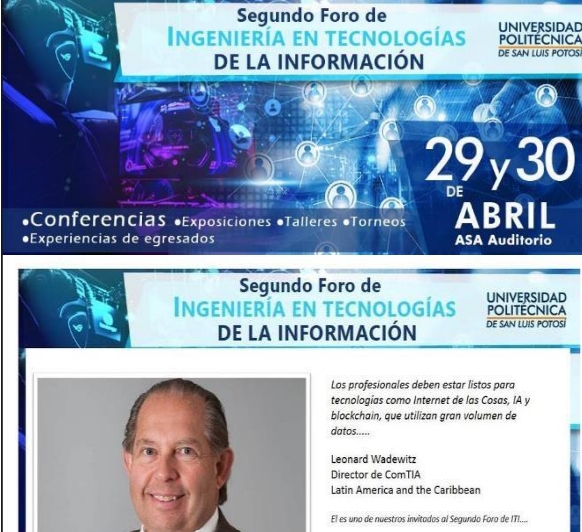 Segundo Foro de
INGENIERÍA EN TECNOLOGÍAS
DE LA INFORMACIÓN
UNIVERSIDAD
POLITÉCNICA
DE SAN LUIS POTOSÍ
29 y 30
DE
ABRIL
ASA Auditorio
•Conferencias •Exposiciones •Talleres •Torneos
•Experiencias de egresados
Segundo Foro de
INGENIERÍA EN TECNOLOGÍAS
DE LA INFORMACIÓN
UNIVERSIDAD
POLITÉCNICA
DE SAN LUIS POTOSÍ
Los profesionales deben estar listos para
tecnologías como Internet de las Cosas, IA y
blockchain, que utilizan gran volumen de
datos.....
Leonard Wadewitz
Director de ComTIA
Latin America and the Caribbean
El es uno de nuestros invitados al Segundo Foro de ITI....